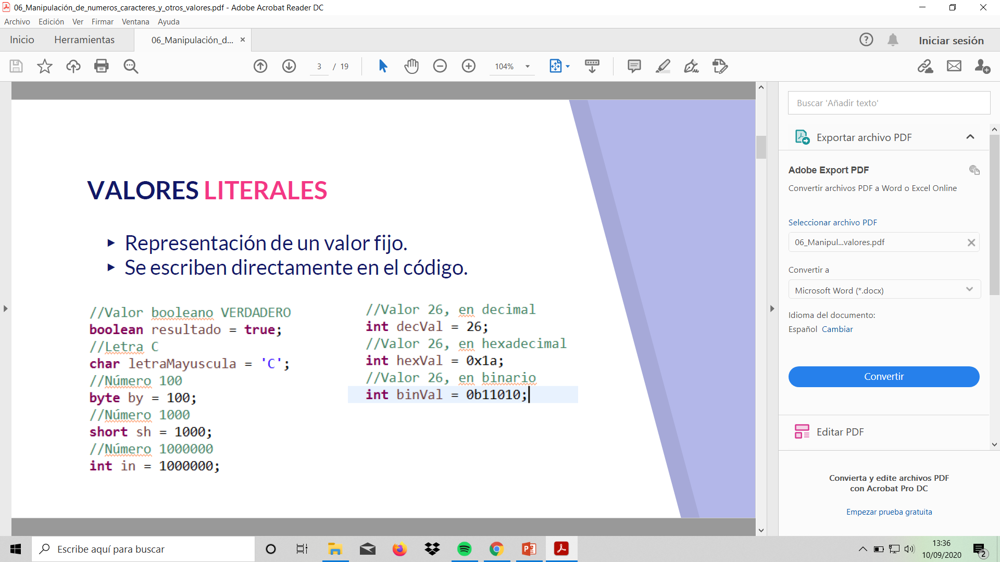 06_Manipulación_de_numeros_caracteres_y_otros_valores.pdf - Adobe Acrobat Reader DC
Archivo Edición Ver Firmar Ventana Ayuda
Inicio Herramientas 06_Manipulación_d... × Iniciar sesión
3 / 19 104%
VALORES LITERALES
▸ Representación de un valor fijo.
▸ Se escriben directamente en el código.
//Valor booleano VERDADERO
boolean resultado = true;
//Letra C
char letraMayuscula = 'C';
//Número 100
byte by = 100;
//Número 1000
short sh = 1000;
//Número 1000000
int in = 1000000;
//Valor 26, en decimal
int decVal = 26;
//Valor 26, en hexadecimal
int hexVal = 0x1a;
//Valor 26, en binario
int binVal = 0b11010;
Buscar 'Añadir texto'
Exportar archivo PDF
Adobe Export PDF
Convertir archivos PDF a Word o Excel Online
Seleccionar archivo PDF
06_Manipul...valores.pdf
Convertir a
Microsoft Word (*.docx)
Idioma del documento:
Español Cambiar
Convertir
Editar PDF
Convierta y edite archivos PDF
con Acrobat Pro DC
Empezar prueba gratuita
Escribe aquí para buscar
13:36
10/09/2020
2